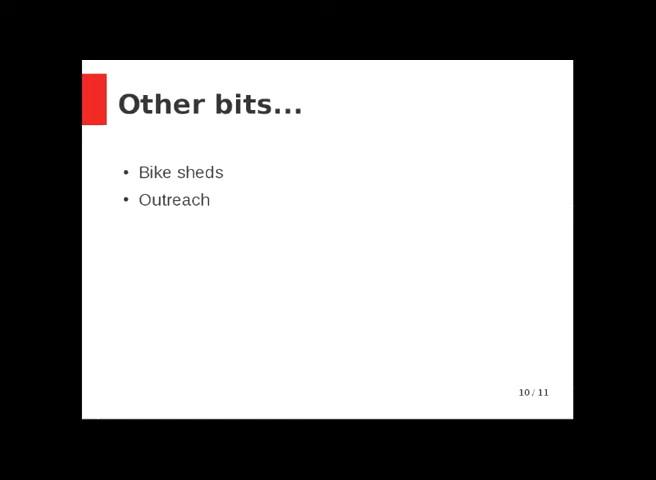 Other bits...
• Bike sheds
• Outreach
10 / 11